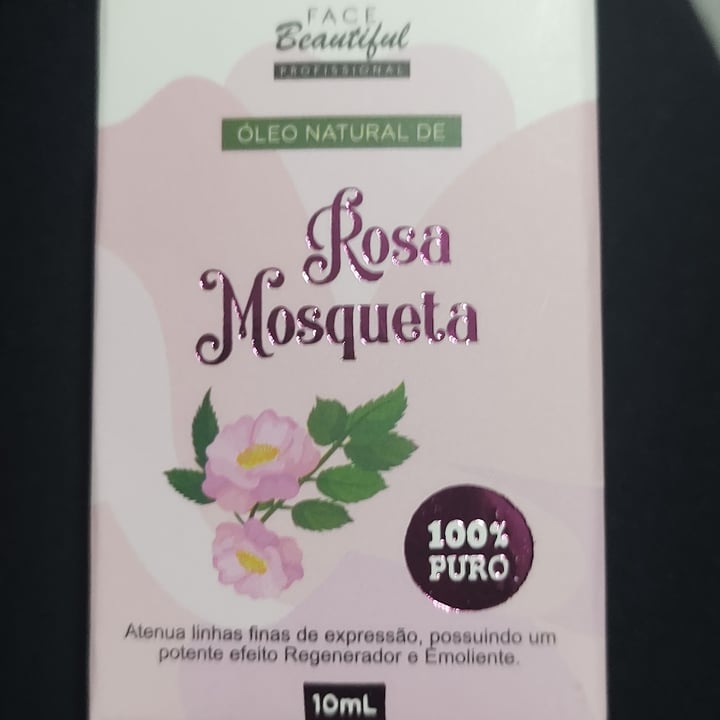 FACE
Beautiful
PROFISSIONAL
ÓLEO NATURAL DE
Rosa
Mosqueta
100%
PURO
Atenua linhas finas de expressão, possuindo um
potente efeito Regenerador e Emoliente.
10mL